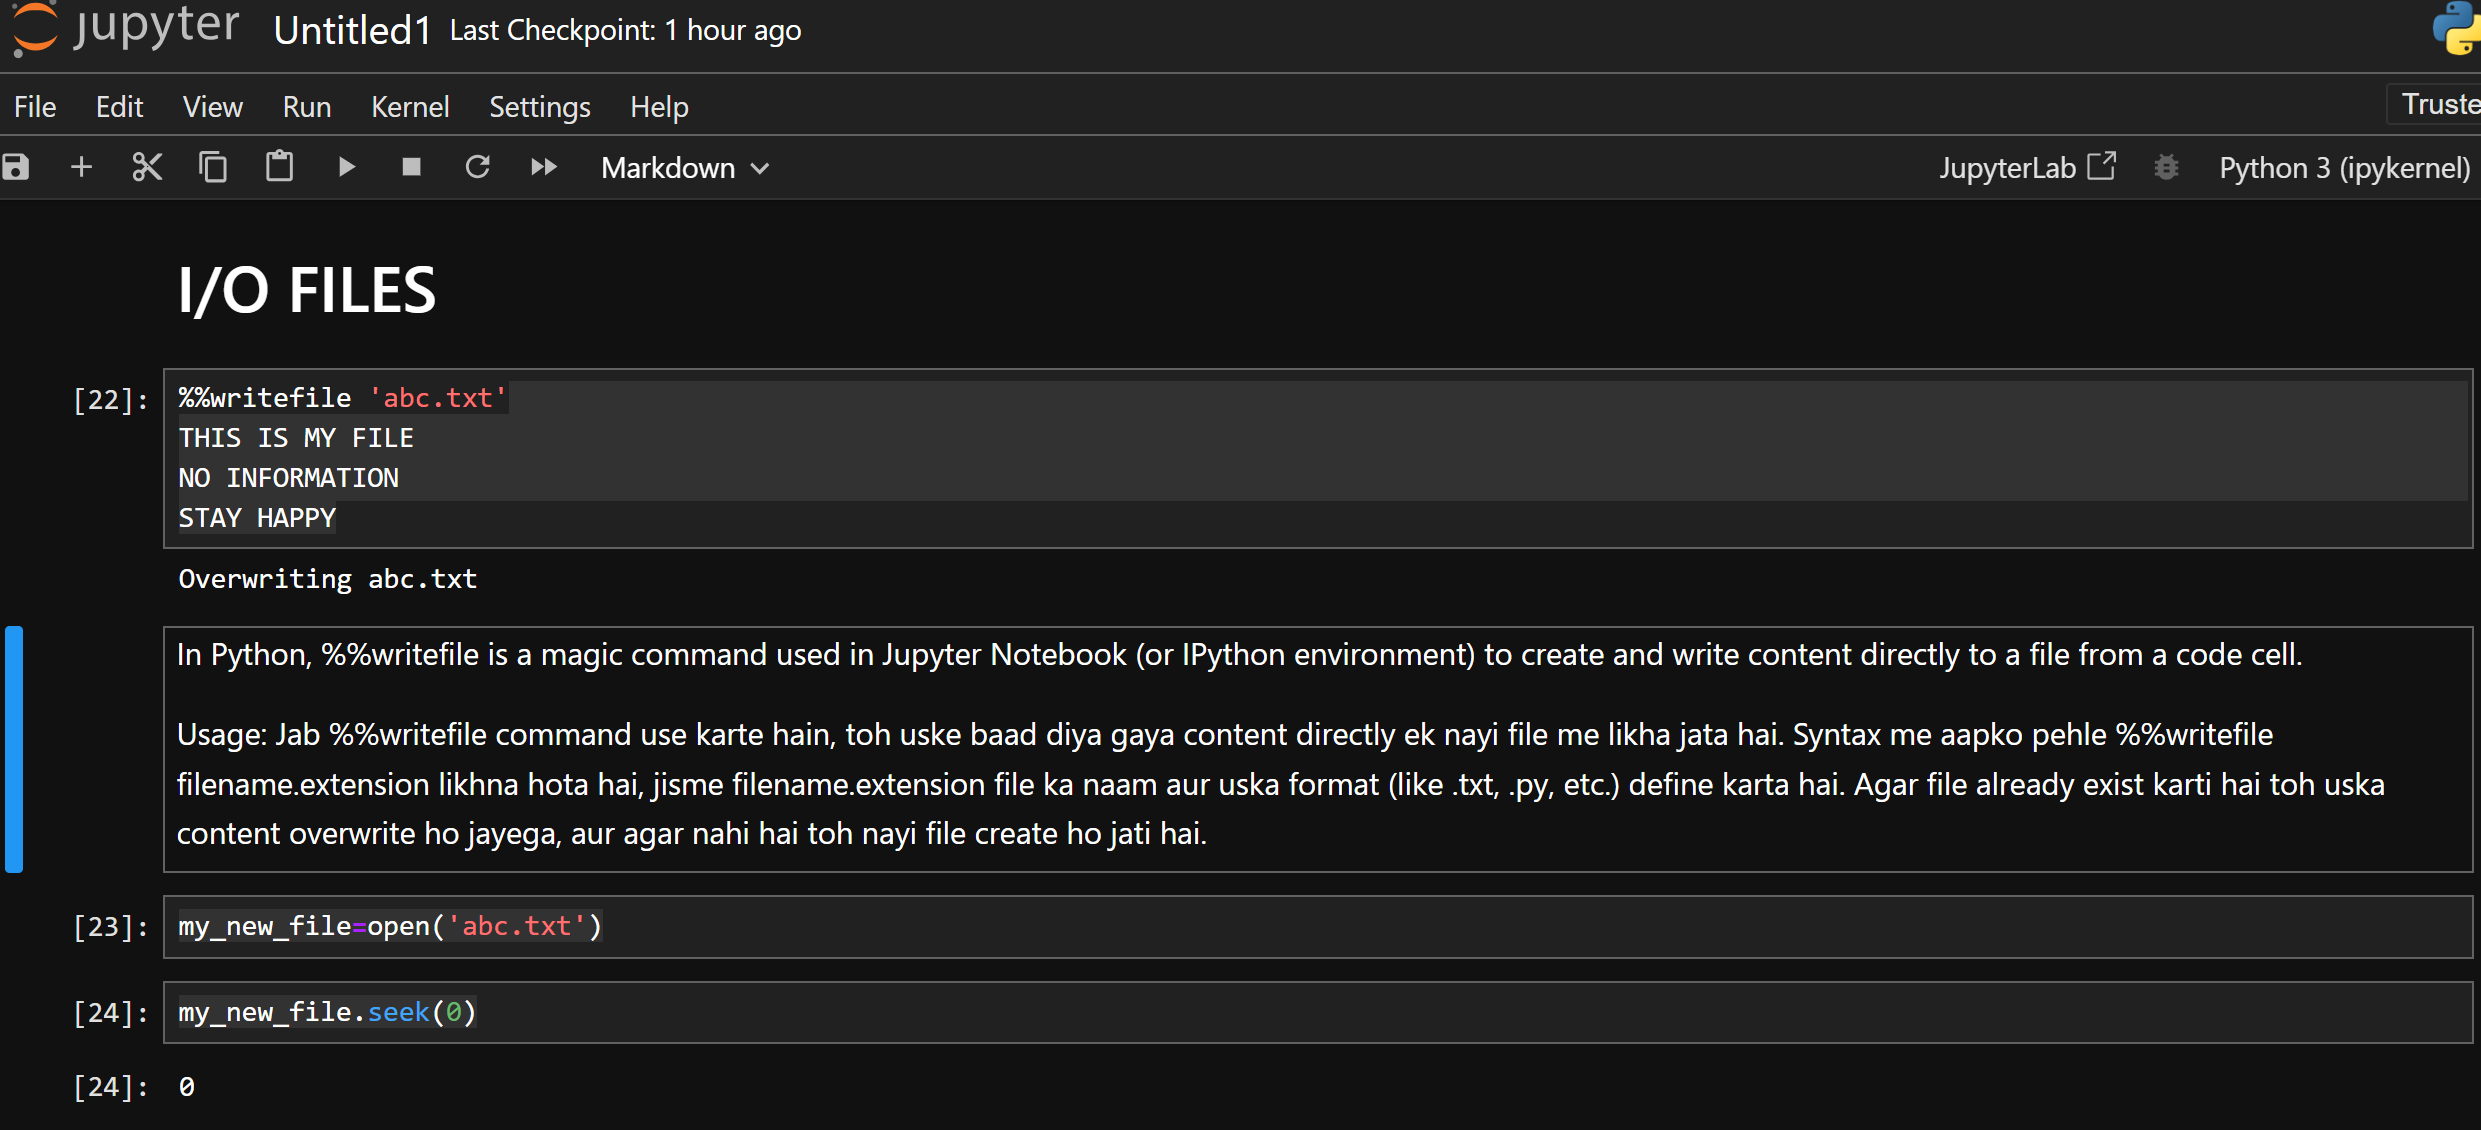 jupyter Untitled1 Last Checkpoint: 1 hour ago
File Edit View Run Kernel Settings Help Truste
Markdown JupyterLab Python 3 (ipykernel)
I/O FILES
[22]: %%writefile 'abc.txt'
THIS IS MY FILE
NO INFORMATION
STAY HAPPY
Overwriting abc.txt
In Python, %%writefile is a magic command used in Jupyter Notebook (or IPython environment) to create and write content directly to a file from a code cell.
Usage: Jab %%writefile command use karte hain, toh uske baad diya gaya content directly ek nayi file me likha jata hai. Syntax me aapko pehle %%writefile
filename.extension likhna hota hai, jisme filename.extension file ka naam aur uska format (like .txt, .py, etc.) define karta hai. Agar file already exist karti hai toh uska
content overwrite ho jayega, aur agar nahi hai toh nayi file create ho jati hai.
[23]: my_new_file=open('abc.txt')
[24]: my_new_file.seek(0)
[24]: 0